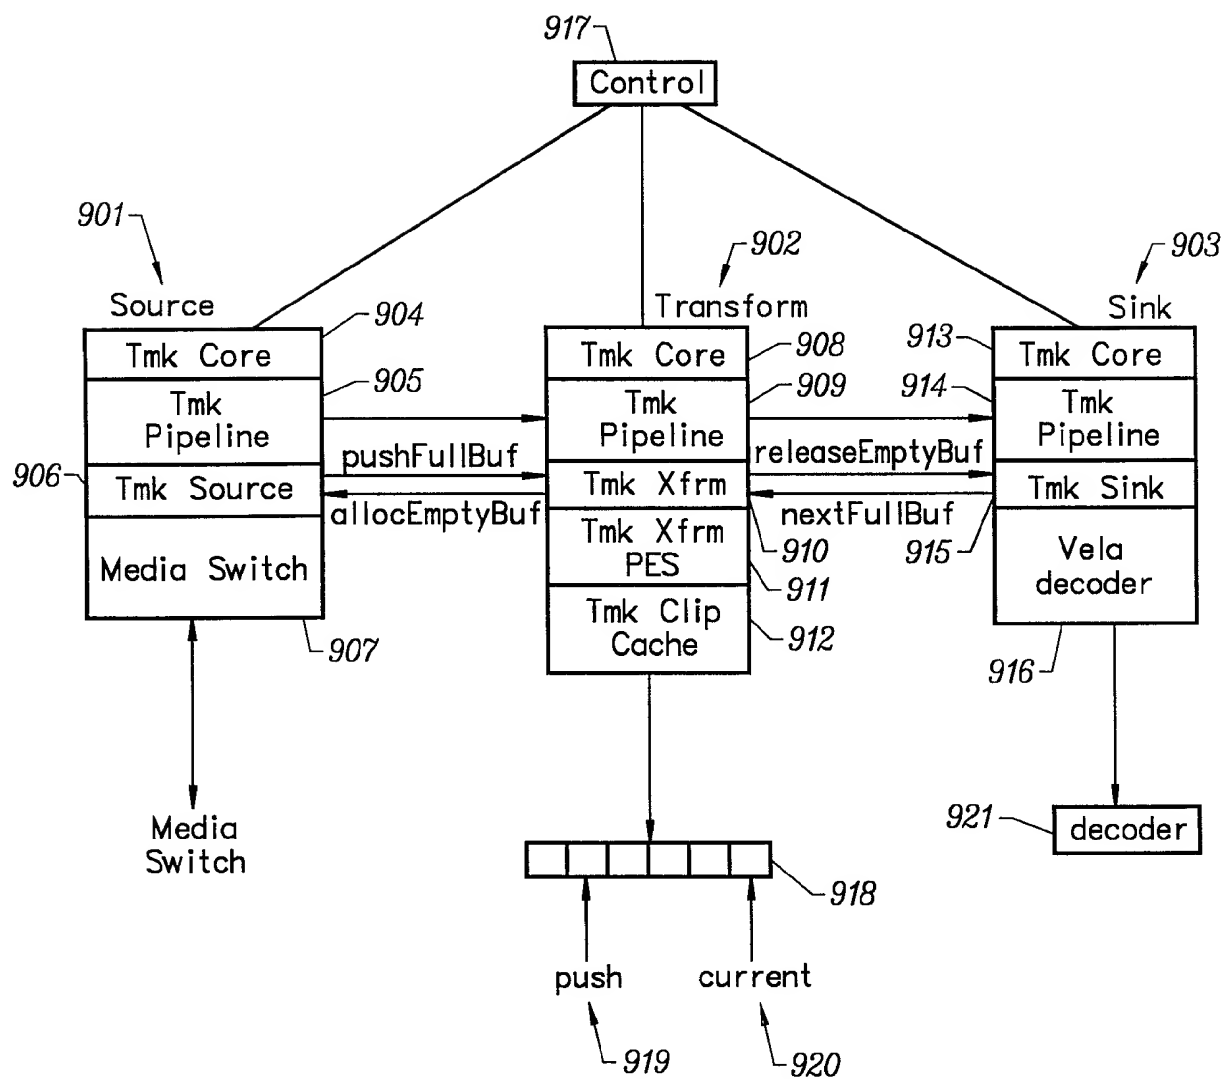 917
Control
901
902
903
Source
Transform
Sink
904
908
913
Tmk Core
Tmk Core
Tmk Core
905
909
914
Tmk
Pipeline
Tmk
Pipeline
Tmk
Pipeline
pushFullBuf
releaseEmptyBuf
906
Tmk Source
Tmk Xfrm
Tmk Sink
allocEmptyBuf
nextFullBuf
910
915
Media Switch
Tmk Xfrm
PES
911
Vela
decoder
Tmk Clip
Cache
912
907
916
Media
Switch
921
decoder
918
push
current
919
920